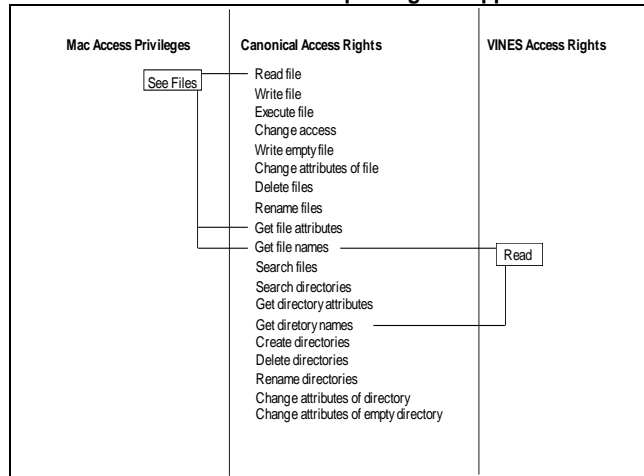 Mac Access Privileges
Canonical Access Rights
VINES Access Rights
See Files
Read file
Write file
Execute file
Change access
Write empty file
Change attributes of file
Delete files
Rename files
Get file attributes
Get file names
Read
Search files
Search directories
Get directory attributes
Get diretory names
Create directories
Delete directories
Rename directories
Change attributes of directory
Change attributes of empty directory